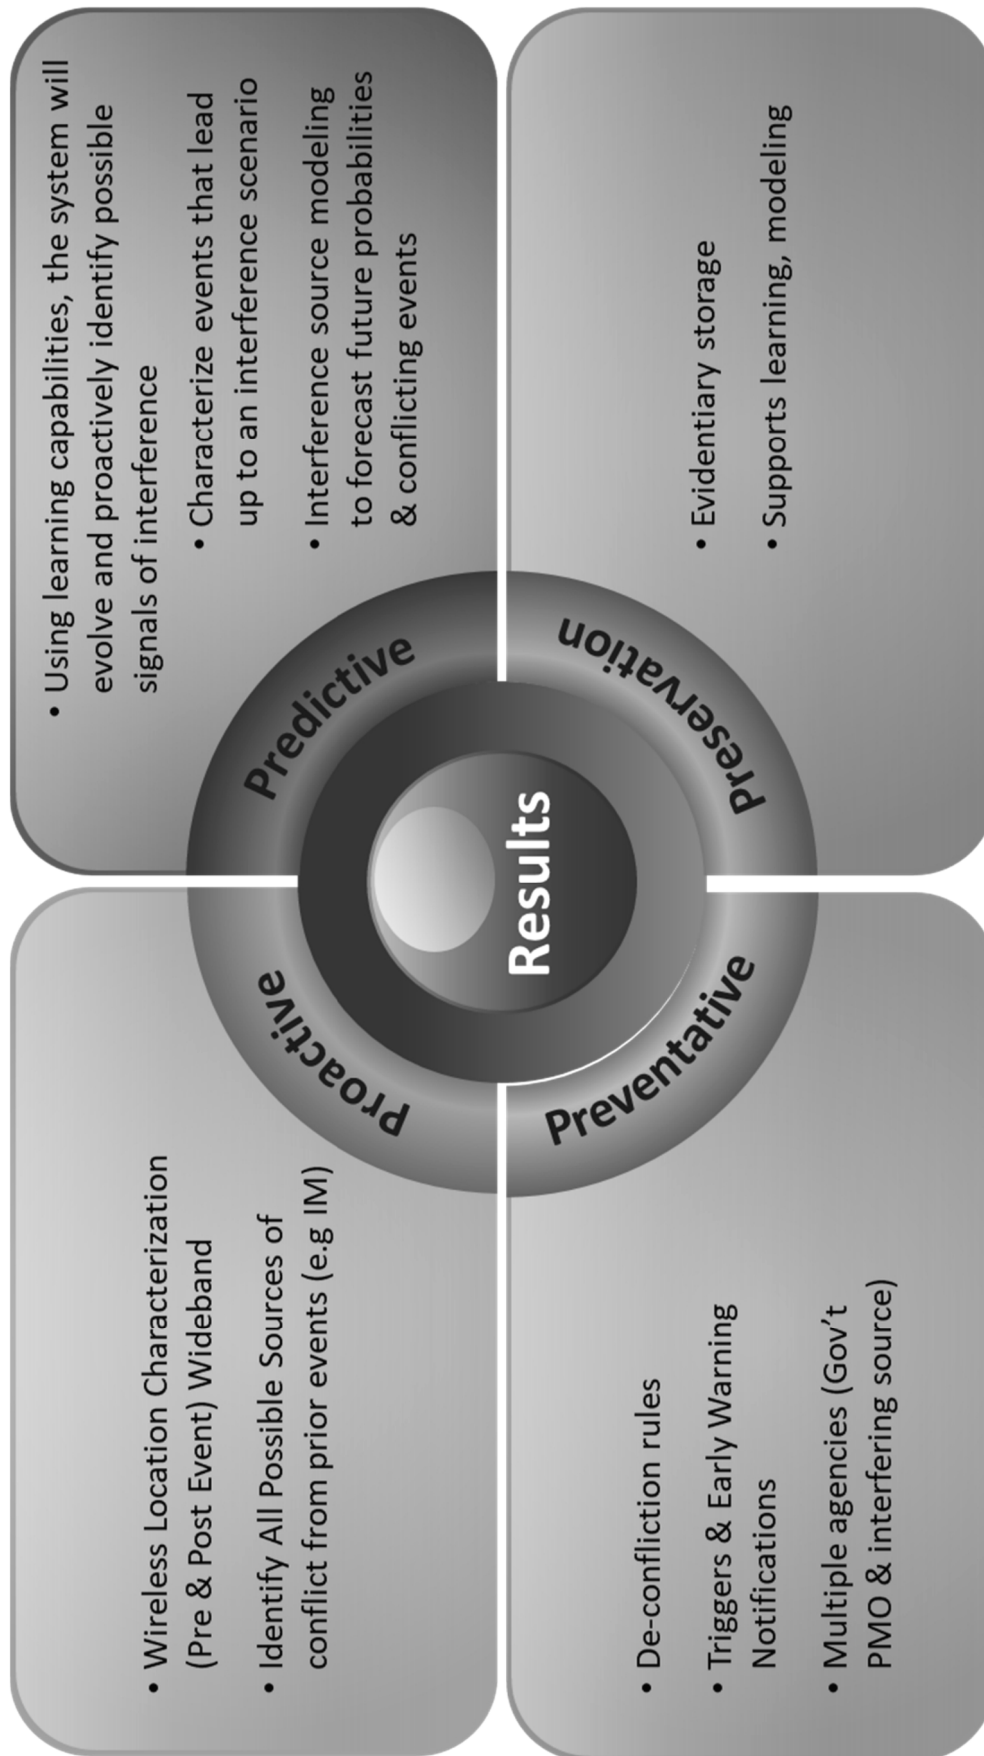 • Wireless Location Characterization
(Pre & Post Event) Wideband
• Identify All Possible Sources of
conflict from prior events (e.g IM)
Proactive
• Using learning capabilities, the system will
evolve and proactively identify possible
signals of interference
• Characterize events that lead
up to an interference scenario
• Interference source modeling
to forecast future probabilities
& conflicting events
Predictive
Results
Preventative
• De-confliction rules
• Triggers & Early Warning
Notifications
• Multiple agencies (Gov't
PMO & interfering source)
Preservation
• Evidentiary storage
• Supports learning, modeling